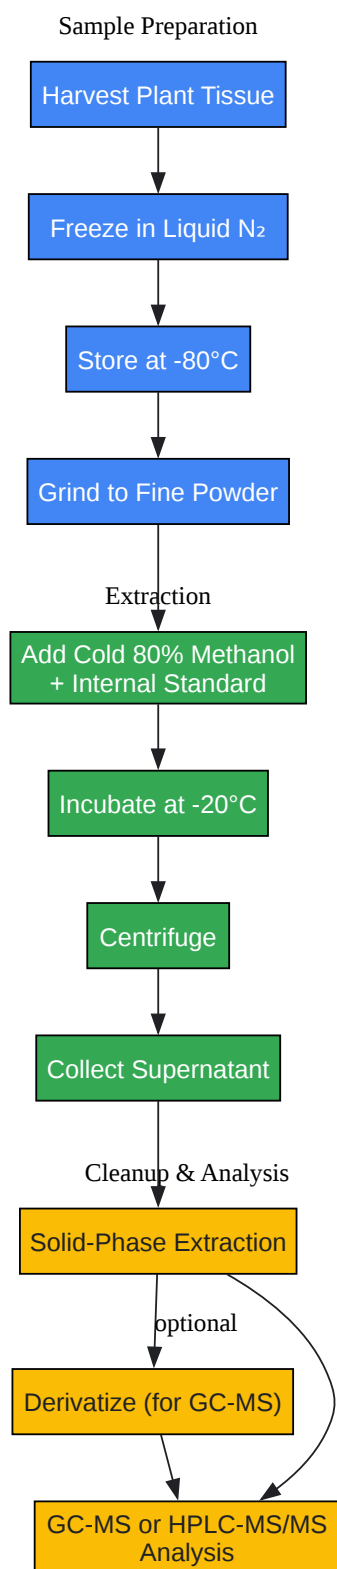 Sample Preparation
Harvest Plant Tissue
Freeze in Liquid N₂
Store at -80°C
Grind to Fine Powder
Extraction
Add Cold 80% Methanol
+ Internal Standard
Incubate at -20°C
Centrifuge
Collect Supernatant
Cleanup & Analysis
Solid-Phase Extraction
optional
Derivatize (for GC-MS)
GC-MS or HPLC-MS/MS
Analysis